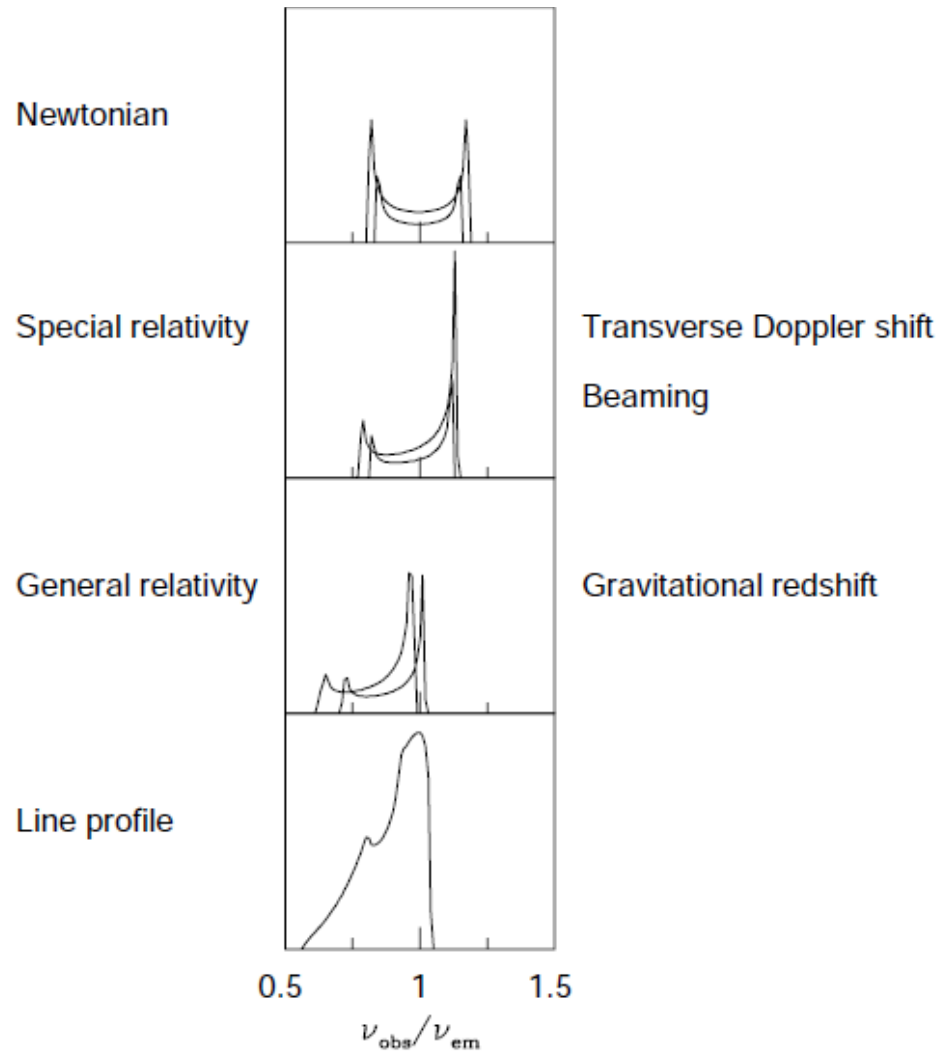 Newtonian
Special relativity
Transverse Doppler shift
Beaming
General relativity
Gravitational redshift
Line profile
0.5 1 1.5
ν_obs/ν_em